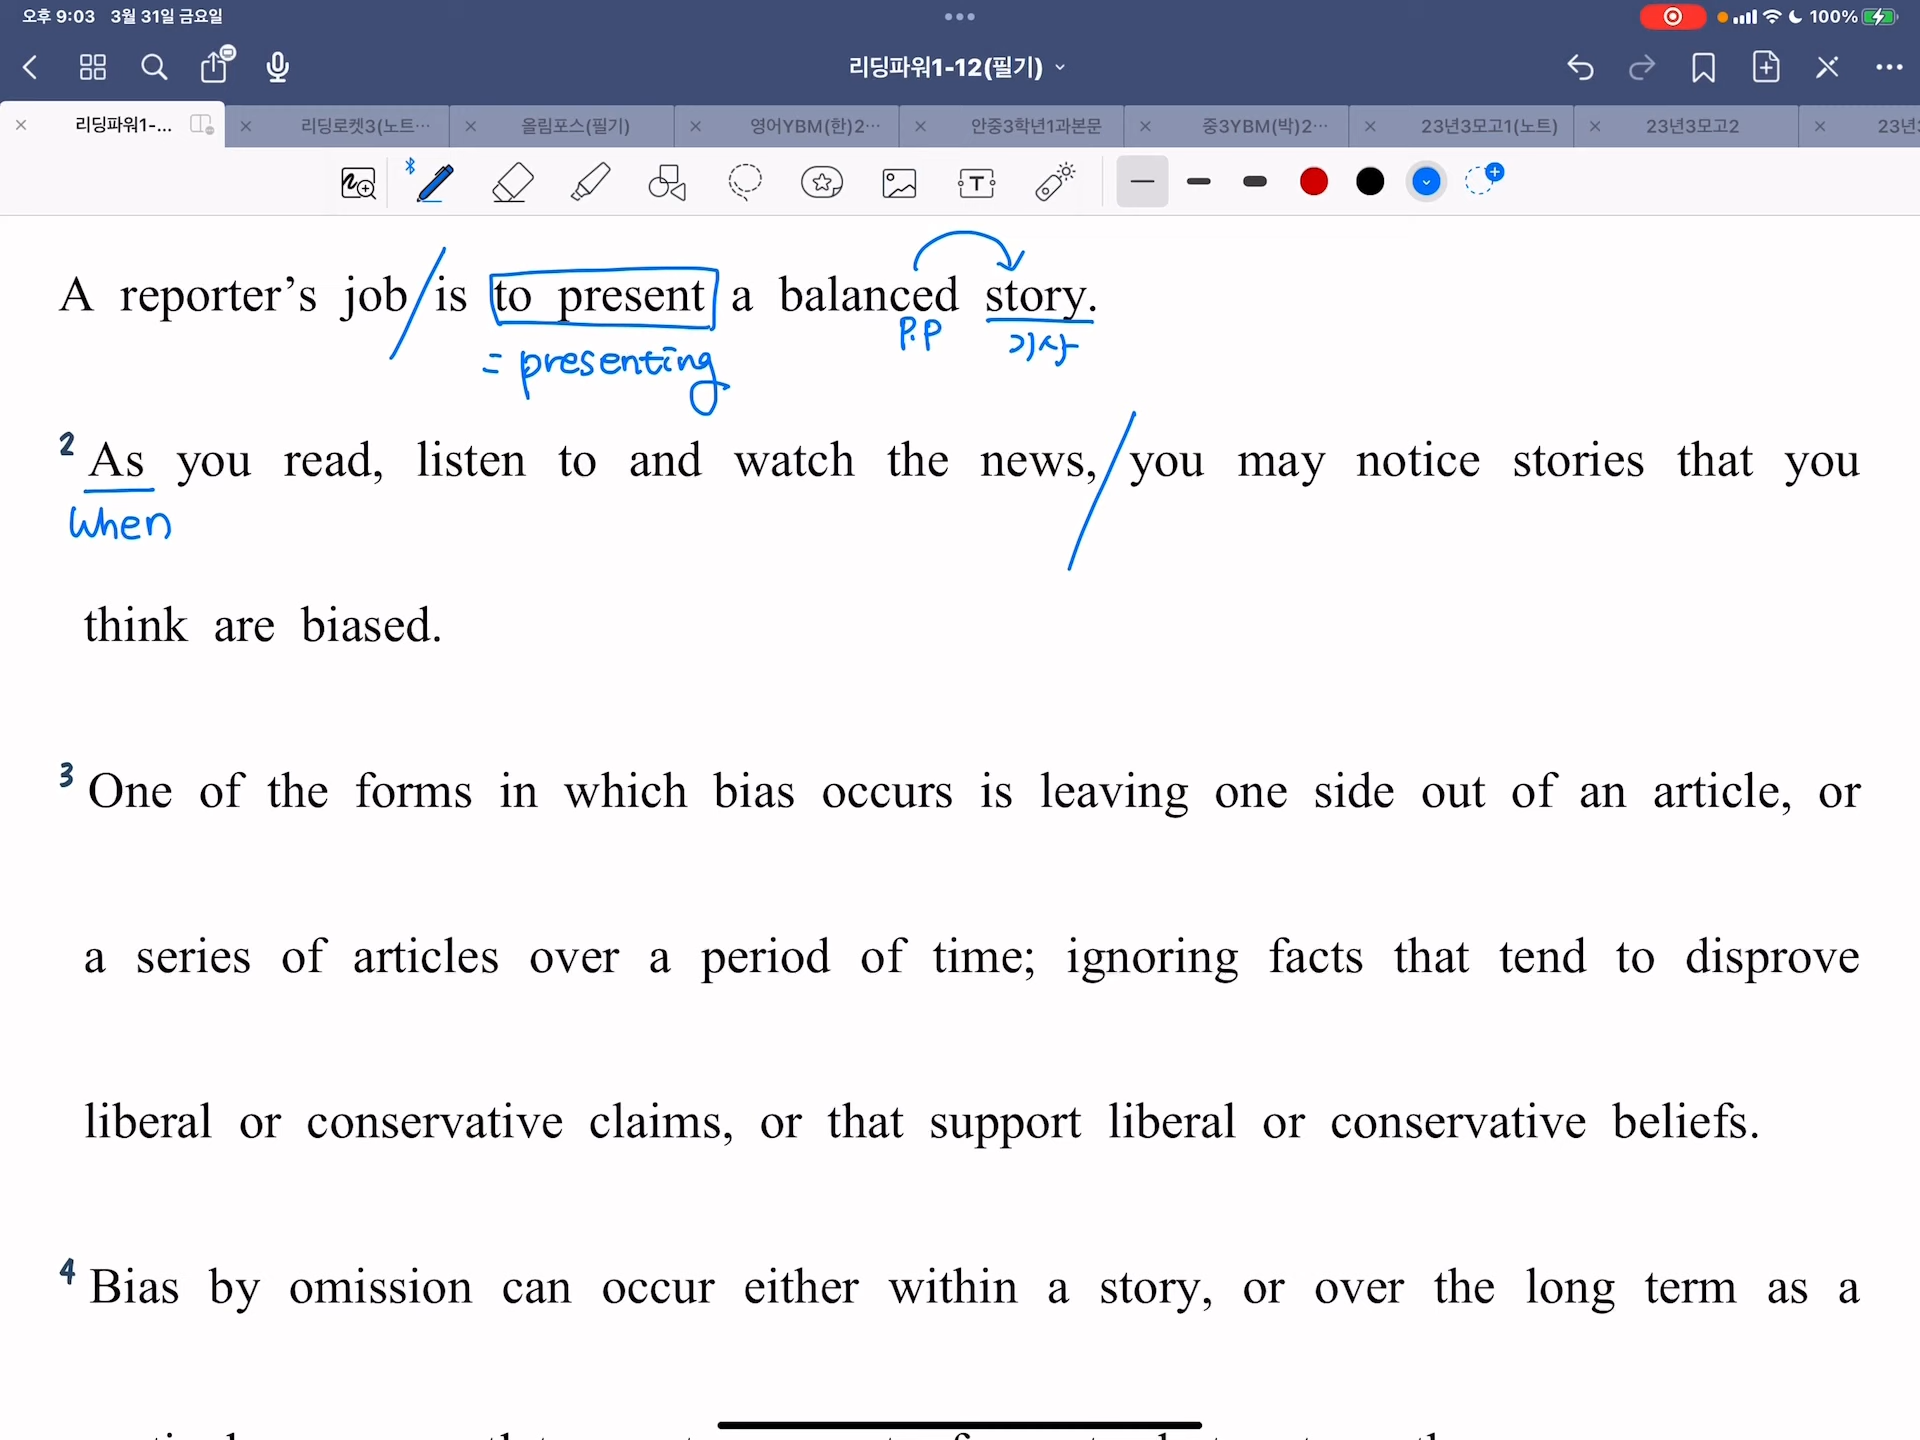 오후 9:03 3월 31일 금요일
100%
리딩파워1-12(필기)
리딩파워1-... 리딩로켓3(노트··· 올림포스(필기) 영어YBM(한)2··· 안중3학년1과본문 중3YBM(박)2··· 23년3모고1(노트) 23년3모고2 23년
A reporter’s job / is to present a balanced story.
P.P 기사
= presenting
2 As you read, listen to and watch the news, / you may notice stories that you
When
think are biased.
3 One of the forms in which bias occurs is leaving one side out of an article, or
a series of articles over a period of time; ignoring facts that tend to disprove
liberal or conservative claims, or that support liberal or conservative beliefs.
4 Bias by omission can occur either within a story, or over the long term as a